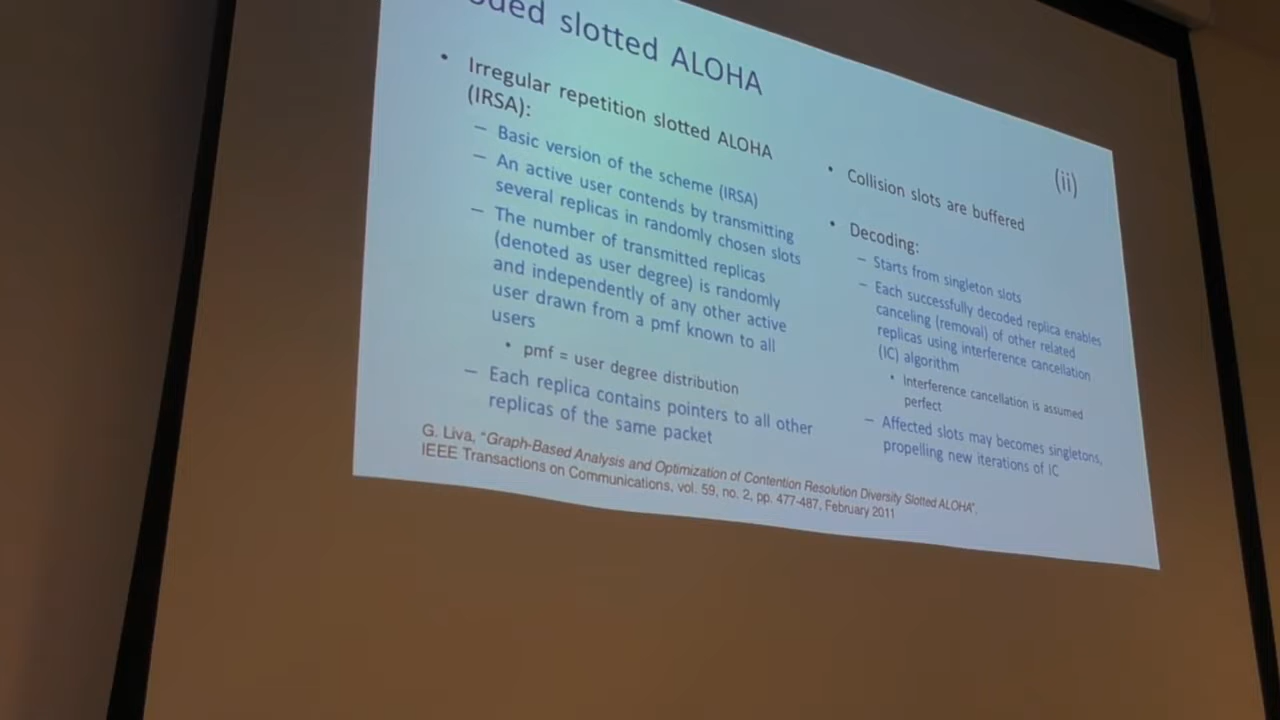 slotted ALOHA
• Irregular repetition slotted ALOHA
(IRSA):
– Basic version of the scheme (IRSA)
– An active user contends by transmitting
several replicas in randomly chosen slots
– The number of transmitted replicas
(denoted as user degree) is randomly
and independently of any other active
user drawn from a pmf known to all
users
• pmf = user degree distribution
– Each replica contains pointers to all other
replicas of the same packet
(ii)
• Collision slots are buffered
• Decoding:
– Starts from singleton slots
– Each successfully decoded replica enables
canceling (removal) of other related
replicas using interference cancellation
(IC) algorithm
• Interference cancellation is assumed
perfect
– Affected slots may becomes singletons,
propelling new iterations of IC
G. Liva, "Graph-Based Analysis and Optimization of Contention Resolution Diversity Slotted ALOHA",
IEEE Transactions on Communications, vol. 59, no. 2, pp. 477-487, February 2011